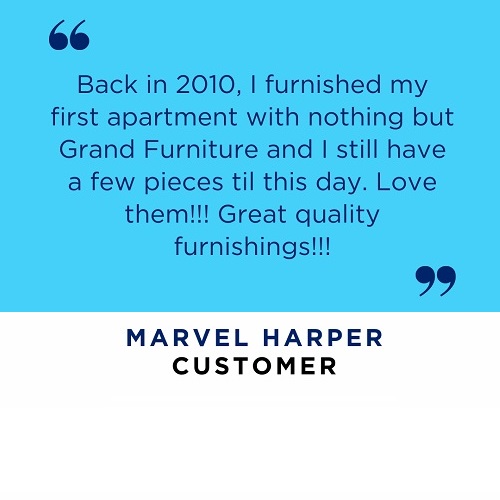 “
Back in 2010, I furnished my
first apartment with nothing but
Grand Furniture and I still have
a few pieces til this day. Love
them!!! Great quality
furnishings!!!
”
MARVEL HARPER
CUSTOMER